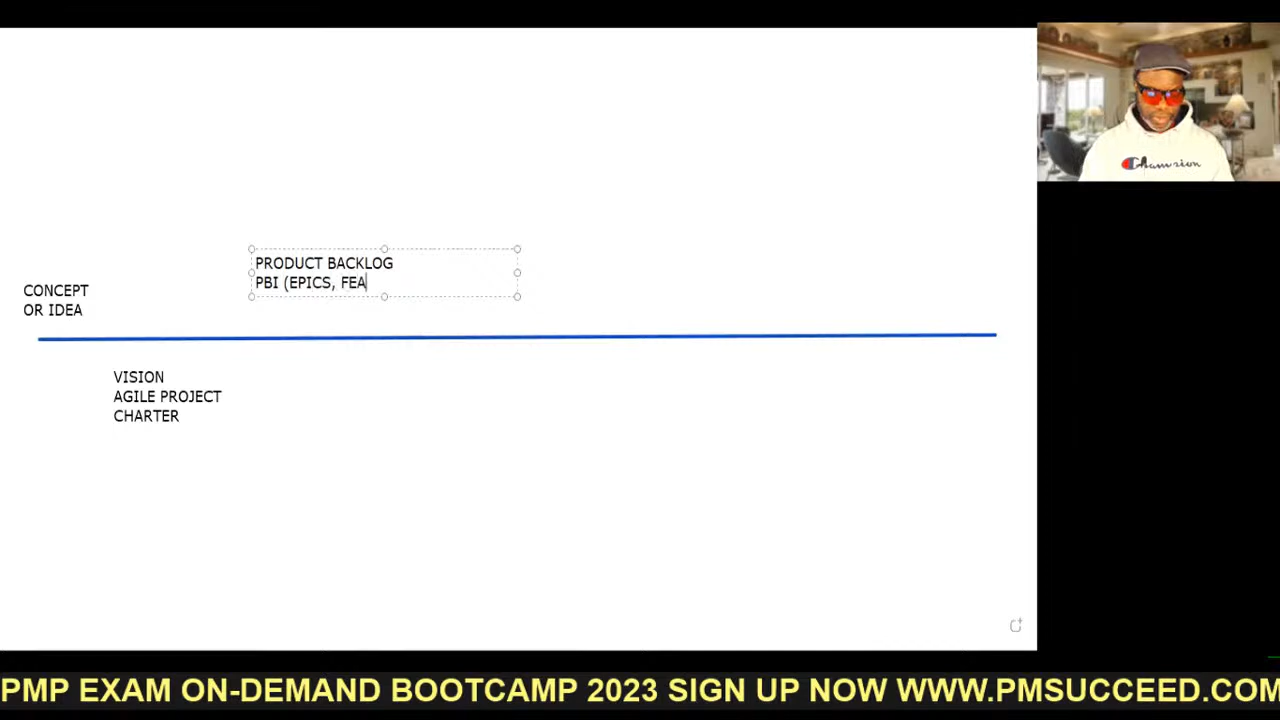 PRODUCT BACKLOG
PBI (EPICS, FEA
CONCEPT
OR IDEA
VISION
AGILE PROJECT
CHARTER
Champion
PMP EXAM ON-DEMAND BOOTCAMP 2023 SIGN UP NOW WWW.PMSUCCEED.COM